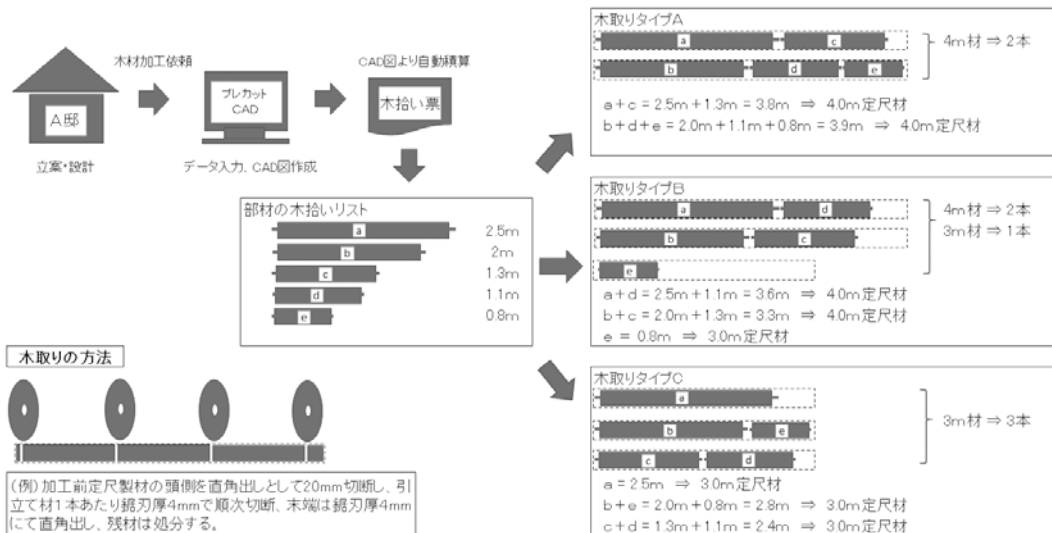 木材加工依頼
CAD図より自動積算
A邸
プレカット
CAD
木拾い票
立案・設計
データ入力、CAD図作成
部材の木拾いリスト
a
2.5m
b
2m
c
1.3m
d
1.1m
e
0.8m
木取りの方法
(例)加工前定尺製材の頭側を直角出しとして20mm切断し、引
立て材1本あたり鋸刃厚4mmで順次切断、末端は鋸刃厚4mm
にて直角出し、残材は処分する。
木取りタイプA
a c
b d e
4m材 ⇒ 2本
a+c = 2.5m + 1.3m = 3.8m ⇒ 4.0m定尺材
b+d+e = 2.0m + 1.1m + 0.8m = 3.9m ⇒ 4.0m定尺材
木取りタイプB
a d
b c
e
4m材 ⇒ 2本
3m材 ⇒ 1本
a+d = 2.5m + 1.1m = 3.6m ⇒ 4.0m定尺材
b+c = 2.0m + 1.3m = 3.3m ⇒ 4.0m定尺材
e = 0.8m ⇒ 3.0m定尺材
木取りタイプC
a
b e
c d
3m材 ⇒ 3本
a = 2.5m ⇒ 3.0m定尺材
b+e = 2.0m + 0.8m = 2.8m ⇒ 3.0m定尺材
c+d = 1.3m + 1.1m = 2.4m ⇒ 3.0m定尺材